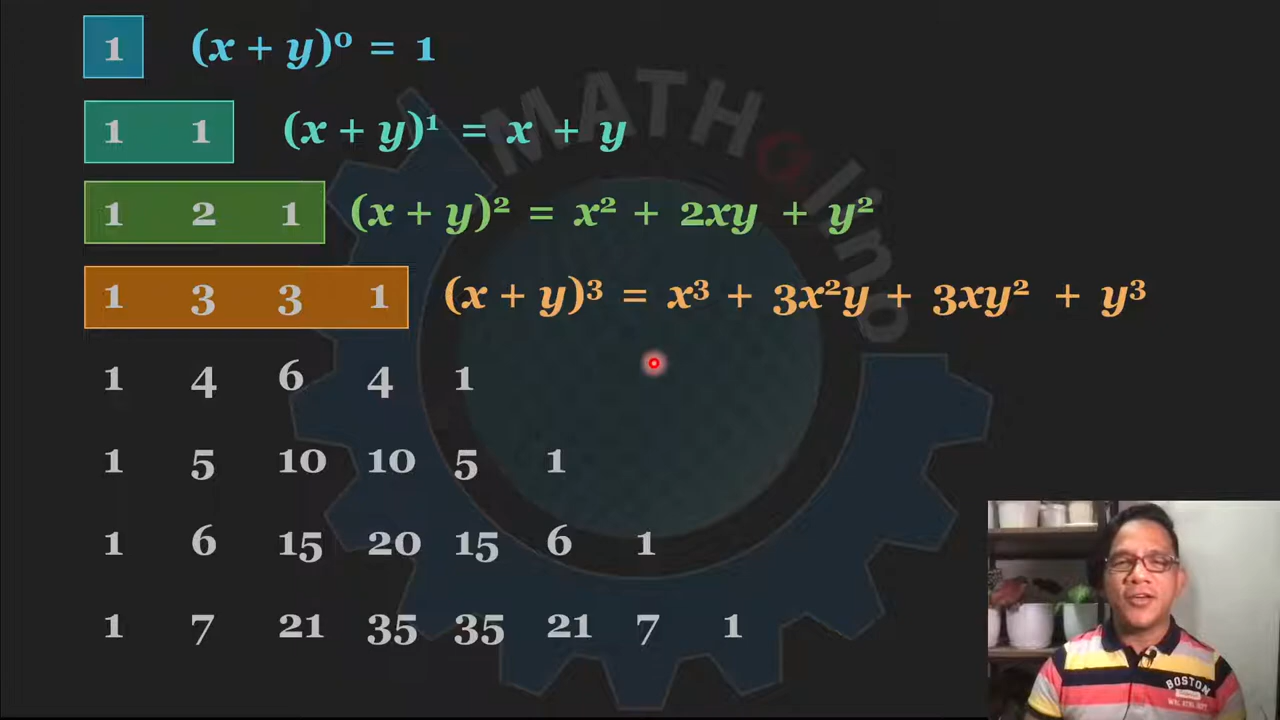 1 (x + y)⁰ = 1
1 1 (x + y)¹ = x + y
1 2 1 (x + y)² = x² + 2xy + y²
1 3 3 1 (x + y)³ = x³ + 3x²y + 3xy² + y³
1 4 6 4 1
1 5 10 10 5 1
1 6 15 20 15 6 1
1 7 21 35 35 21 7 1
MATHolino
BOSTON